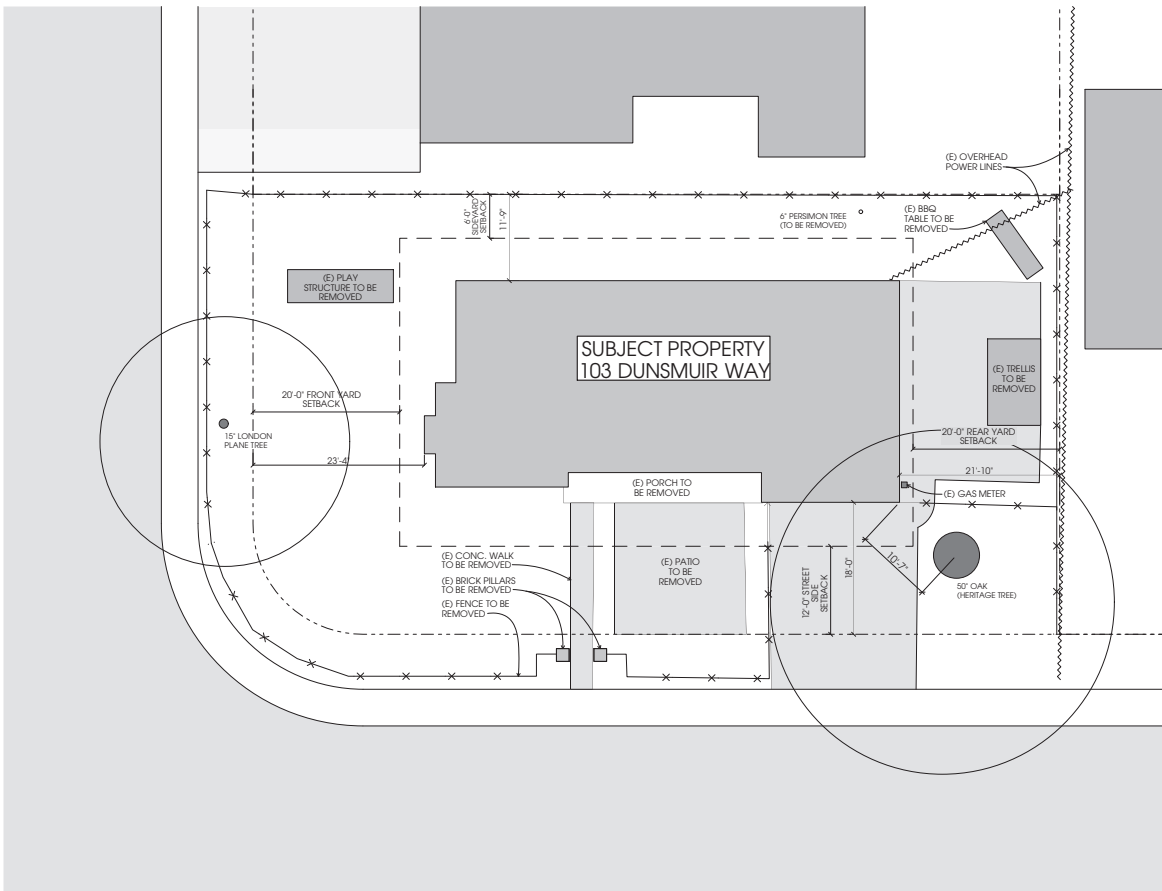 (E) OVERHEAD
POWER LINES
6'-0"
SIDEYARD
SETBACK
11'-9"
6" PERSIMON TREE
(TO BE REMOVED)
(E) BBQ
TABLE TO BE
REMOVED
(E) PLAY
STRUCTURE TO BE
REMOVED
SUBJECT PROPERTY
103 DUNSMUIR WAY
(E) TRELLIS
TO BE
REMOVED
20'-0" FRONT YARD
SETBACK
15" LONDON
PLANE TREE
23'-4"
20'-0" REAR YARD
SETBACK
21'-10"
(E) PORCH TO
BE REMOVED
(E) GAS METER
(E) CONC. WALK
TO BE REMOVED
(E) BRICK PILLARS
TO BE REMOVED
(E) FENCE TO BE
REMOVED
(E) PATIO
TO BE
REMOVED
12'-0" STREET
SIDE
SETBACK
18'-0"
10'-7"
50" OAK
(HERITAGE TREE)